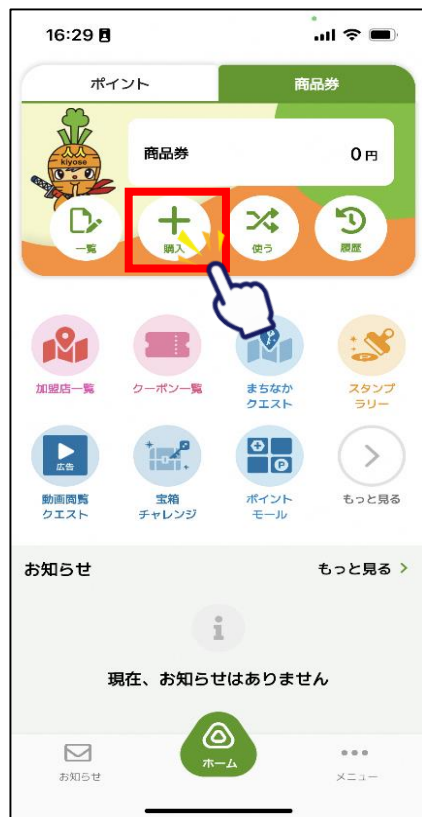 16:29
ポイント
商品券
kiyose
商品券
0円
一覧
購入
使う
履歴
加盟店一覧
クーポン一覧
まちなか
クエスト
スタンプ
ラリー
P
広告
P
動画閲覧
クエスト
宝箱
チャレンジ
ポイント
モール
もっと見る
お知らせ
もっと見る >
i
現在、お知らせはありません
お知らせ
ホーム
メニュー